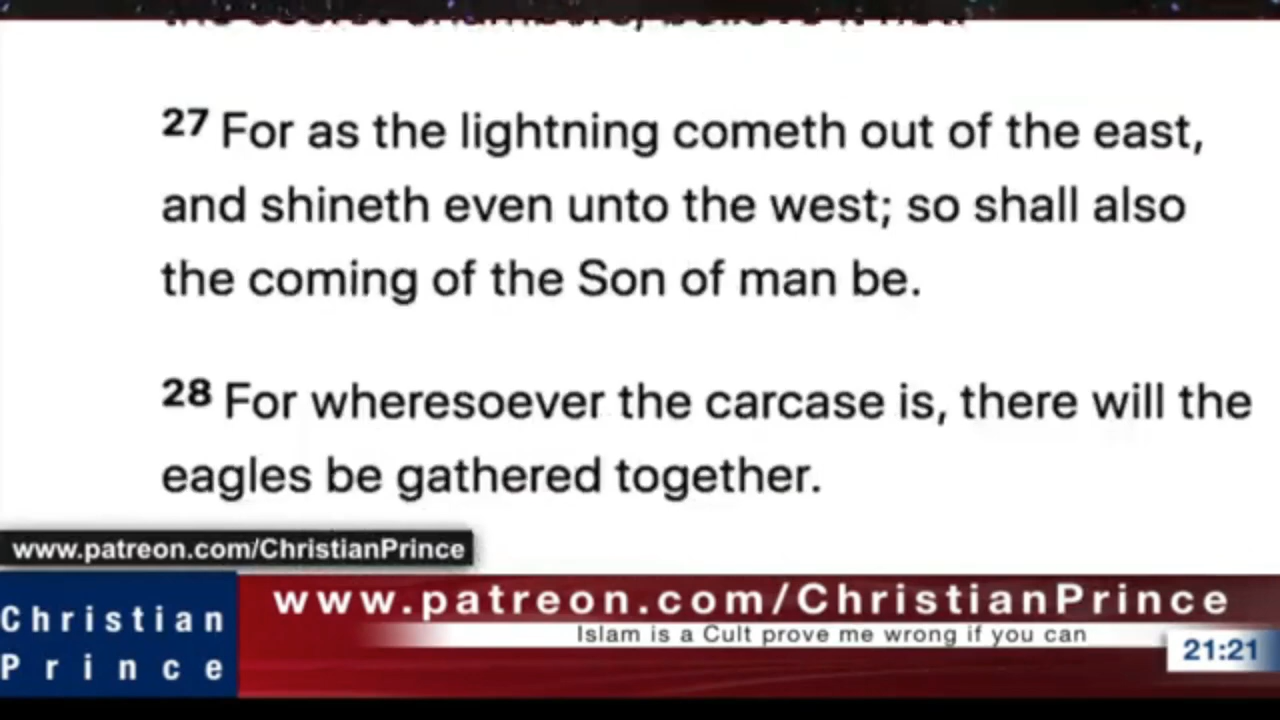 27 For as the lightning cometh out of the east,
and shineth even unto the west; so shall also
the coming of the Son of man be.
28 For wheresoever the carcase is, there will the
eagles be gathered together.
www.patreon.com/ChristianPrince
Christian
Prince
www.patreon.com/ChristianPrince
Islam is a Cult prove me wrong if you can
21:21